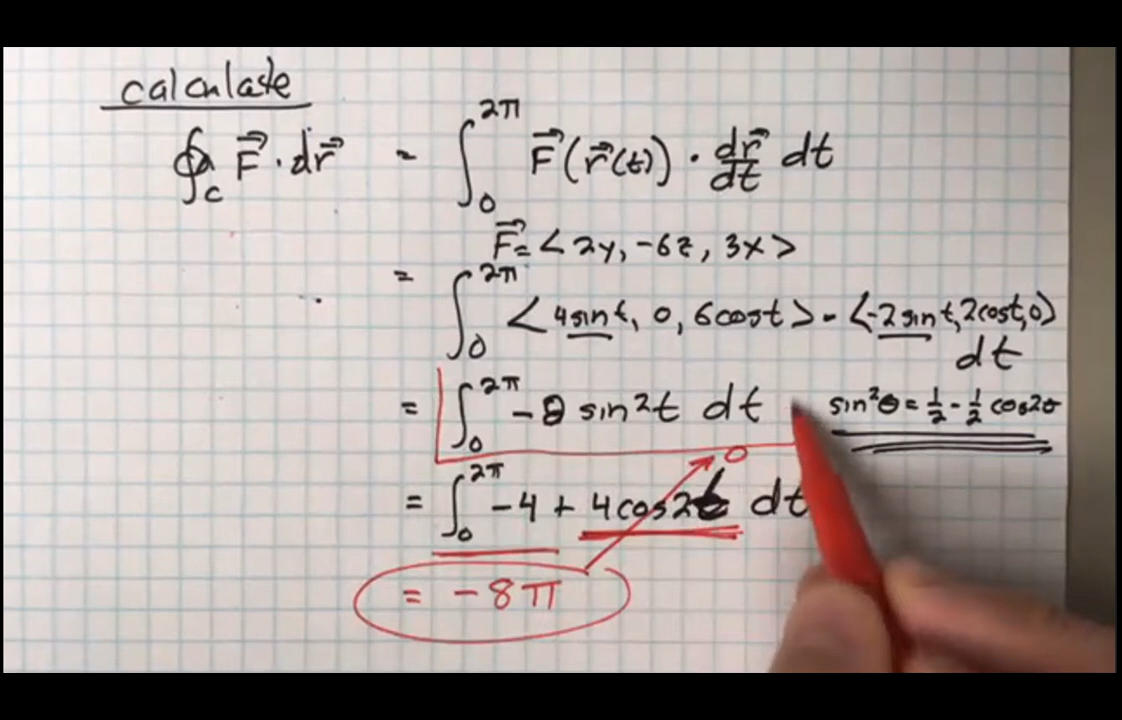 calculate
∮_C F⃗ · dr⃗ = ∫₀^2π F⃗(r⃗(t)) · dr⃗/dt dt
F⃗ = <2y, -6z, 3x>
= ∫₀^2π <4sint, 0, 6cost> - <-2sint, 2cost, 0> dt
= ∫₀^2π -8 sin²t dt sin²θ = 1/2 - 1/2 cos2θ
0
= ∫₀^2π -4 + 4cos2t dt
= -8π